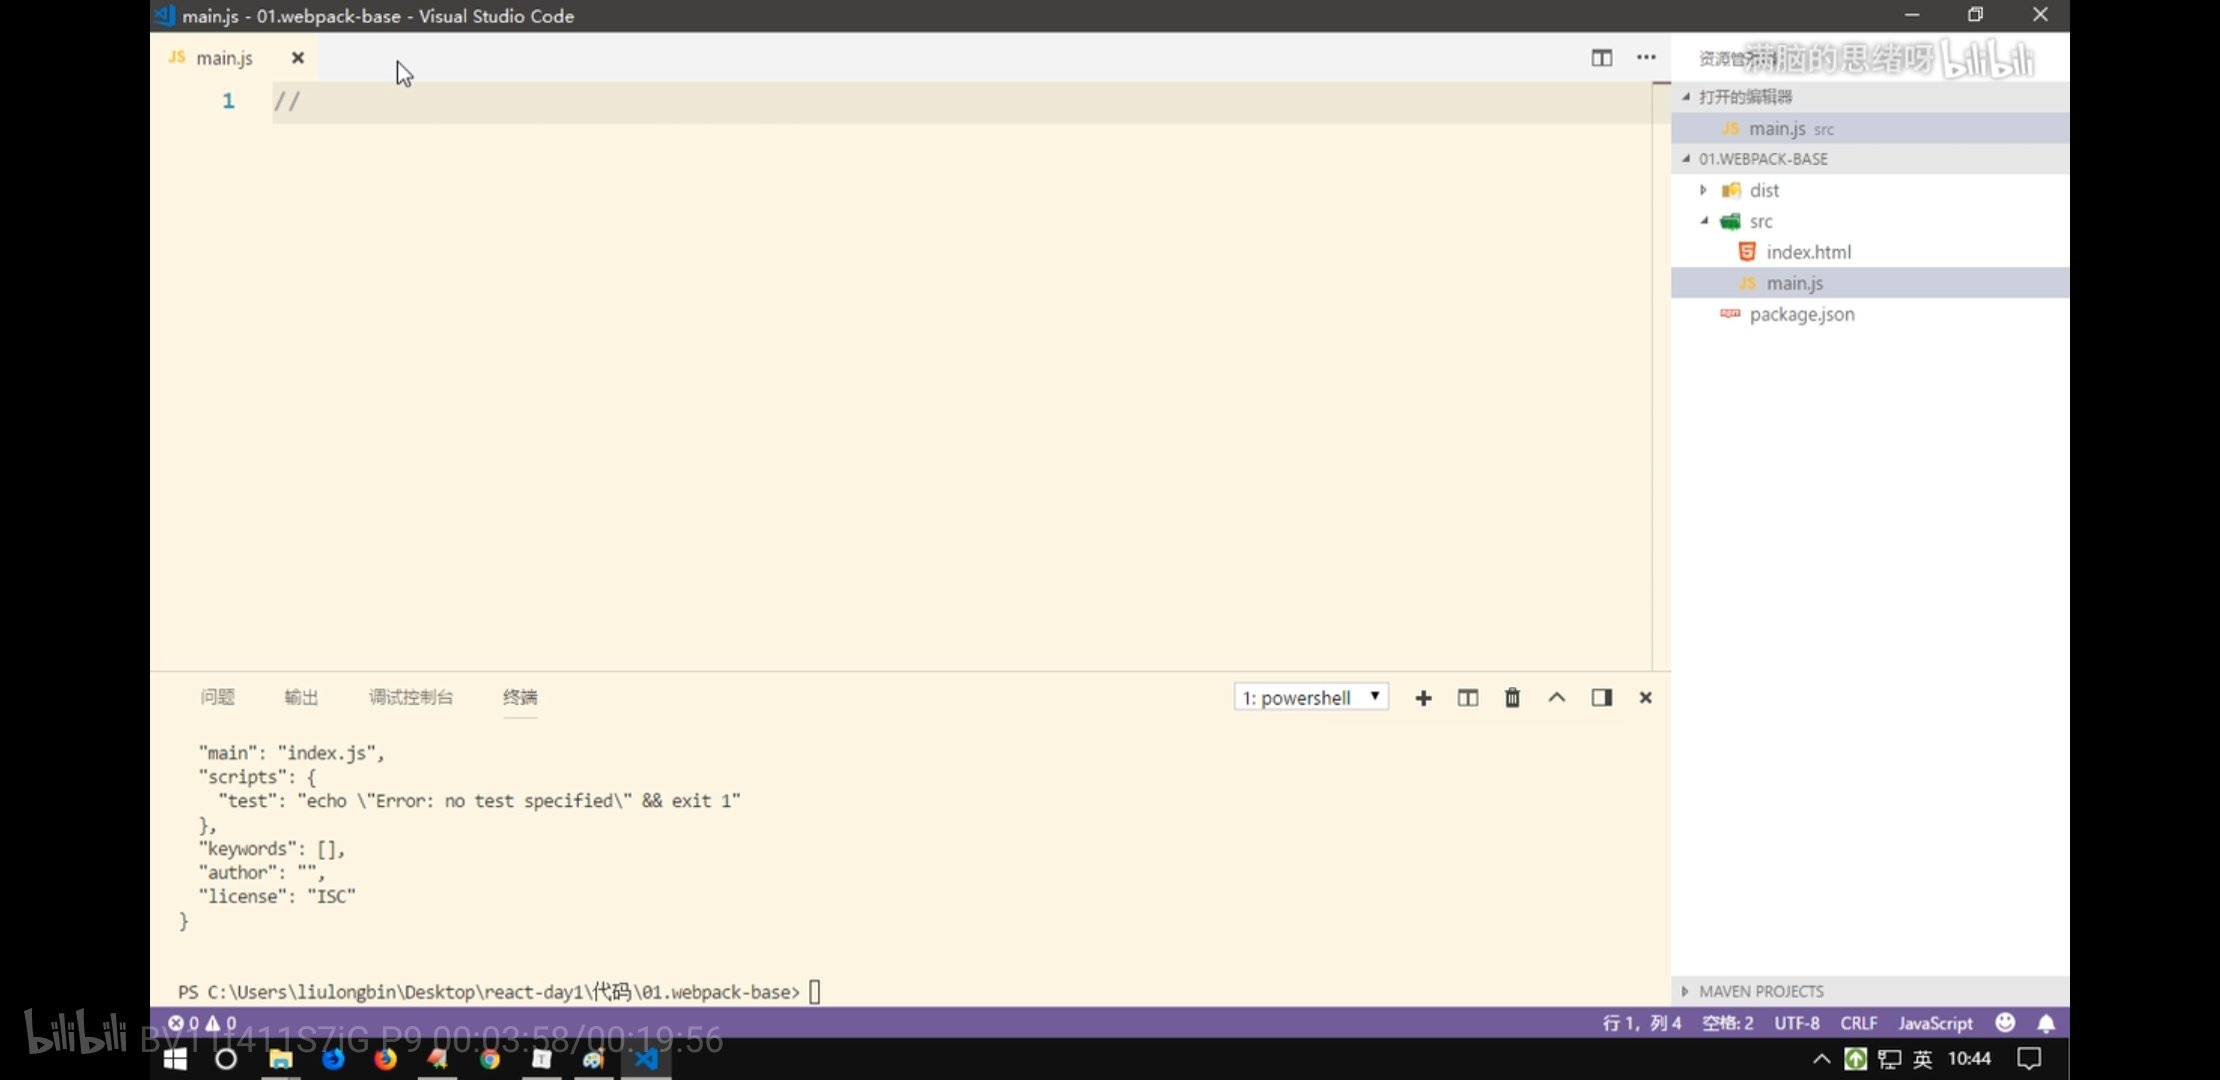 main.js - 01.webpack-base - Visual Studio Code
JS main.js
资源管
满脑的思绪呀 bilibili
1 //
打开的编辑器
JS main.js src
01.WEBPACK-BASE
dist
src
index.html
JS main.js
package.json
MAVEN PROJECTS
问题 输出 调试控制台 终端
1: powershell
"main": "index.js",
"scripts": {
"test": "echo \"Error: no test specified\" && exit 1"
},
"keywords": [],
"author": "",
"license": "ISC"
}
PS C:\Users\liulongbin\Desktop\react-day1\代码\01.webpack-base>
0 0
行 1，列 4 空格: 2 UTF-8 CRLF JavaScript
bilibili BV11f411S7iG P9 00:03:58/00:19:56
英 10:44